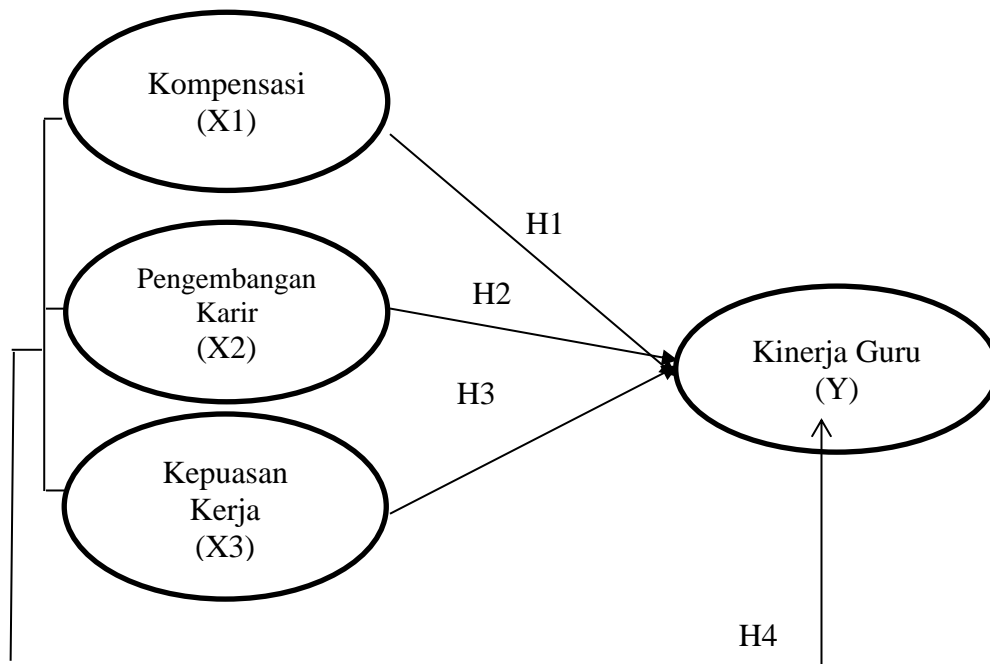 Kompensasi
(X1)
H1
Pengembangan
Karir
(X2)
H2
Kinerja Guru
(Y)
H3
Kepuasan
Kerja
(X3)
H4